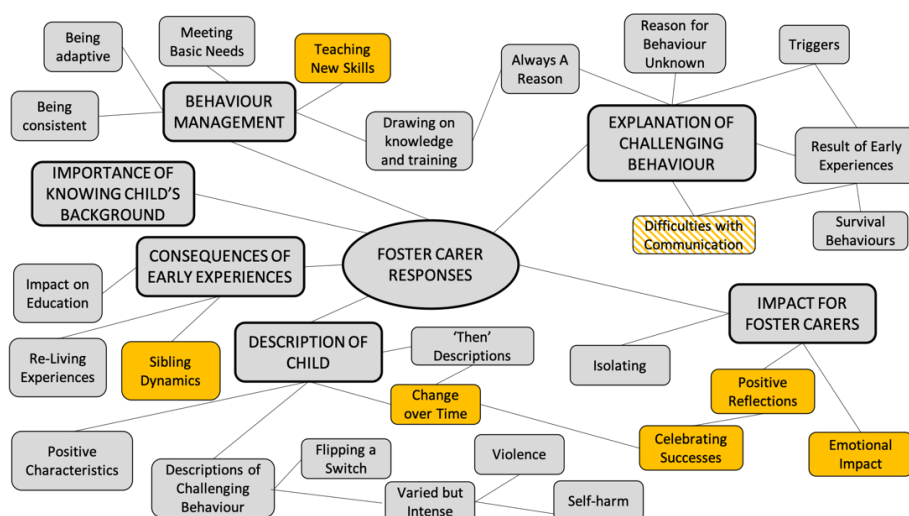 Being
adaptive
Meeting
Basic Needs
Teaching
New Skills
Being
consistent
BEHAVIOUR
MANAGEMENT
Drawing on
knowledge
and training
Always A
Reason
Reason for
Behaviour
Unknown
Triggers
EXPLANATION OF
CHALLENGING
BEHAVIOUR
Result of Early
Experiences
Difficulties with
Communication
Survival
Behaviours
IMPORTANCE OF
KNOWING CHILD’S
BACKGROUND
FOSTER CARER
RESPONSES
CONSEQUENCES OF
EARLY EXPERIENCES
Impact on
Education
Re-Living
Experiences
Sibling
Dynamics
DESCRIPTION OF
CHILD
‘Then’
Descriptions
Change
over Time
Positive
Characteristics
Descriptions of
Challenging
Behaviour
Flipping a
Switch
Varied but
Intense
Violence
Self-harm
IMPACT FOR
FOSTER CARERS
Isolating
Positive
Reflections
Celebrating
Successes
Emotional
Impact